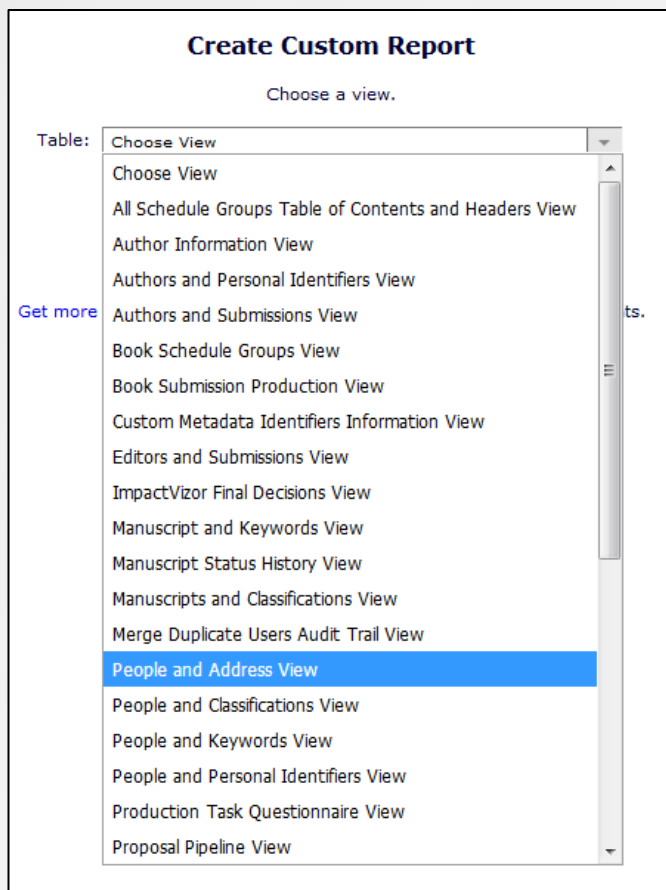 Create Custom Report
Choose a view.
Table: Choose View
Choose View
All Schedule Groups Table of Contents and Headers View
Author Information View
Authors and Personal Identifiers View
Get more Authors and Submissions View ts.
Book Schedule Groups View
Book Submission Production View
Custom Metadata Identifiers Information View
Editors and Submissions View
ImpactVizor Final Decisions View
Manuscript and Keywords View
Manuscript Status History View
Manuscripts and Classifications View
Merge Duplicate Users Audit Trail View
People and Address View
People and Classifications View
People and Keywords View
People and Personal Identifiers View
Production Task Questionnaire View
Proposal Pipeline View